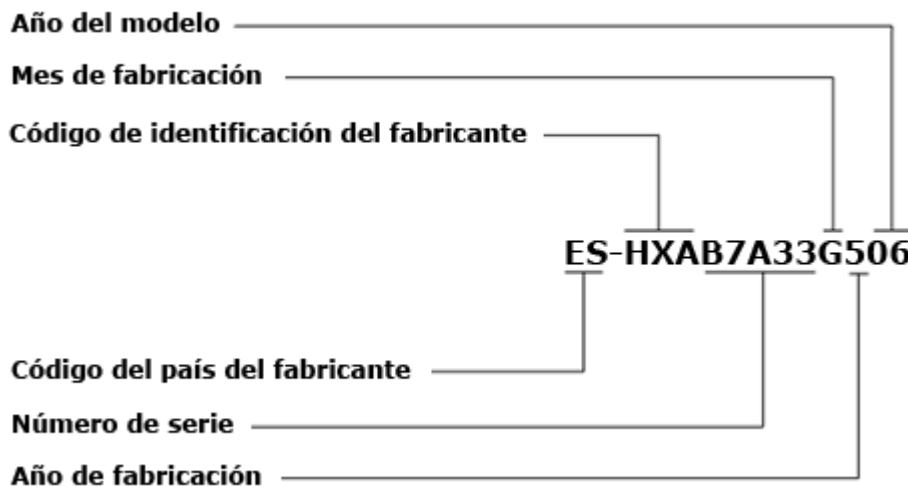 Año del modelo
Mes de fabricación
Código de identificación del fabricante
ES-HXAB7A33G506
Código del país del fabricante
Número de serie
Año de fabricación